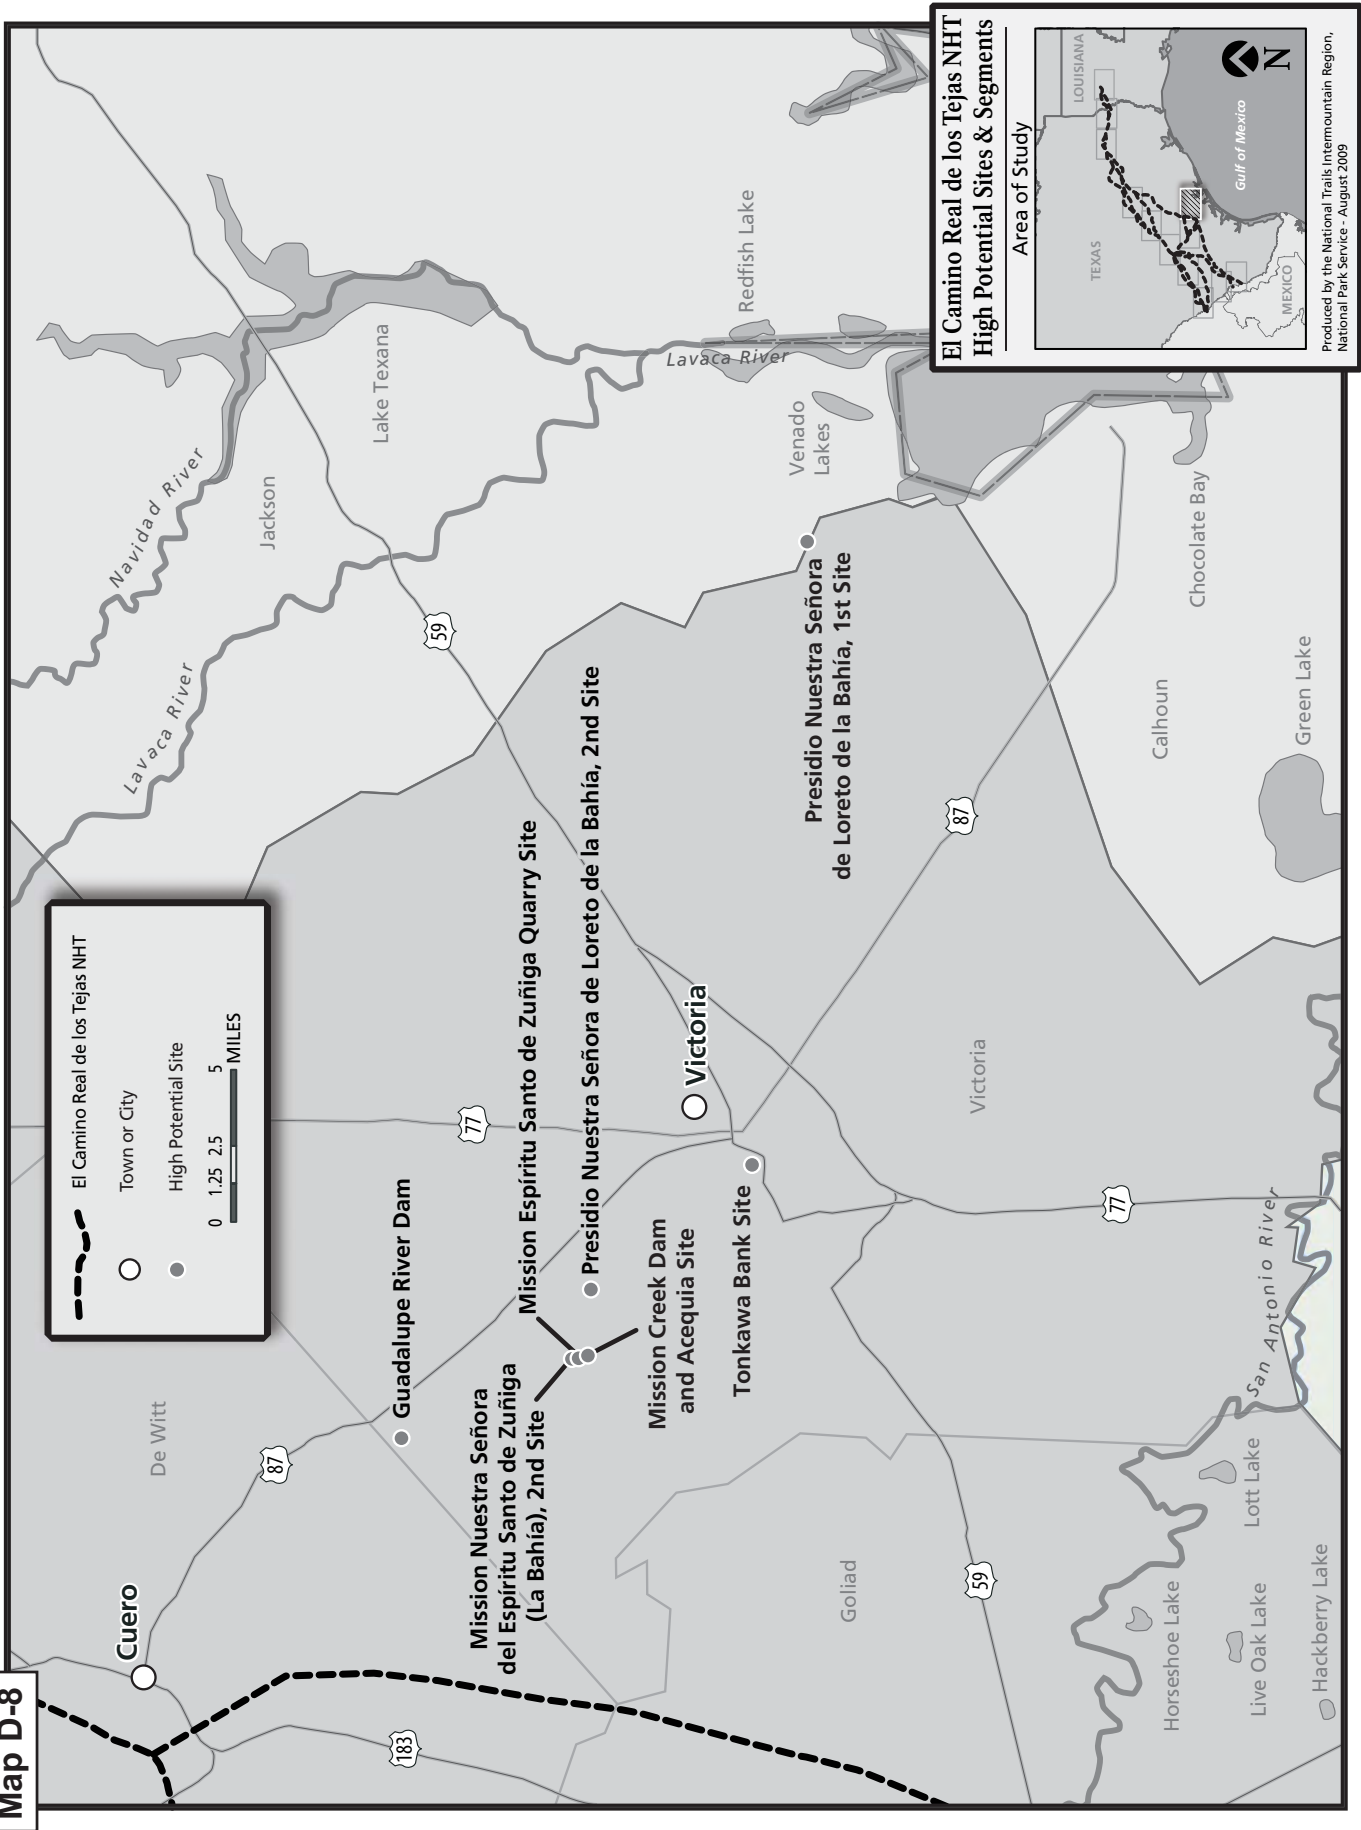 Map D-8
El Camino Real de los Tejas NHT
Town or City
High Potential Site
0 1.25 2.5 5
MILES
Cuero
De Witt
87
183
77
Guadalupe River Dam
Mission Espíritu Santo de Zuñiga Quarry Site
Presidio Nuestra Señora de Loreto de la Bahía, 2nd Site
Mission Nuestra Señora
del Espíritu Santo de Zuñiga
(La Bahía), 2nd Site
Mission Creek Dam
and Acequia Site
Tonkawa Bank Site
Victoria
Victoria
Goliad
59
77
87
59
Presidio Nuestra Señora
de Loreto de la Bahía, 1st Site
Navidad River
Lavaca River
Jackson
Lake Texana
Lavaca River
Redfish Lake
Venado
Lakes
Chocolate Bay
Calhoun
Green Lake
San Antonio River
Lott Lake
Horseshoe Lake
Live Oak Lake
Hackberry Lake
El Camino Real de los Tejas NHT
High Potential Sites & Segments
Area of Study
LOUISIANA
TEXAS
MEXICO
Gulf of Mexico
N
Produced by the National Trails Intermountain Region,
National Park Service - August 2009